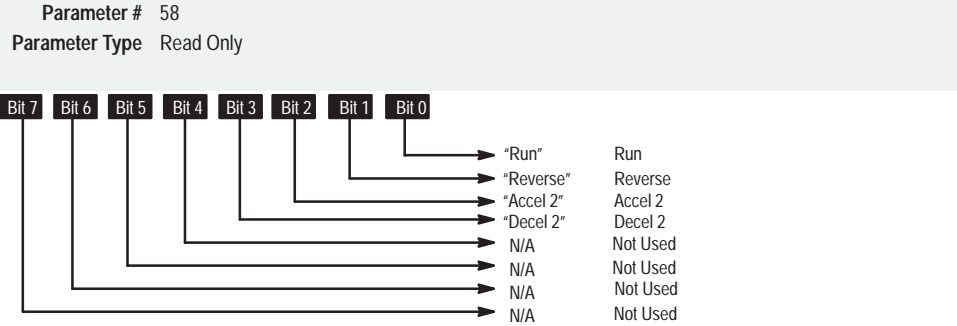 Parameter # 58
Parameter Type Read Only
Bit 7 Bit 6 Bit 5 Bit 4 Bit 3 Bit 2 Bit 1 Bit 0
“Run” Run
“Reverse” Reverse
“Accel 2” Accel 2
“Decel 2” Decel 2
N/A Not Used
N/A Not Used
N/A Not Used
N/A Not Used